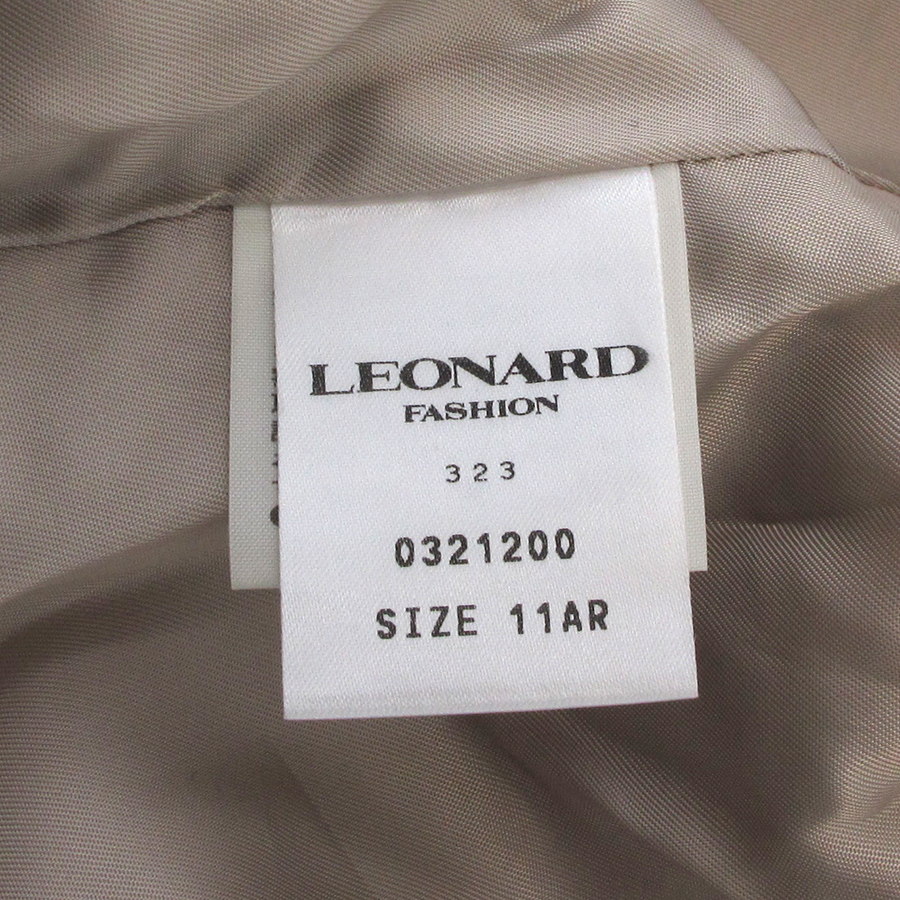 LEONARD
FASHION
323
0321200
SIZE 11AR